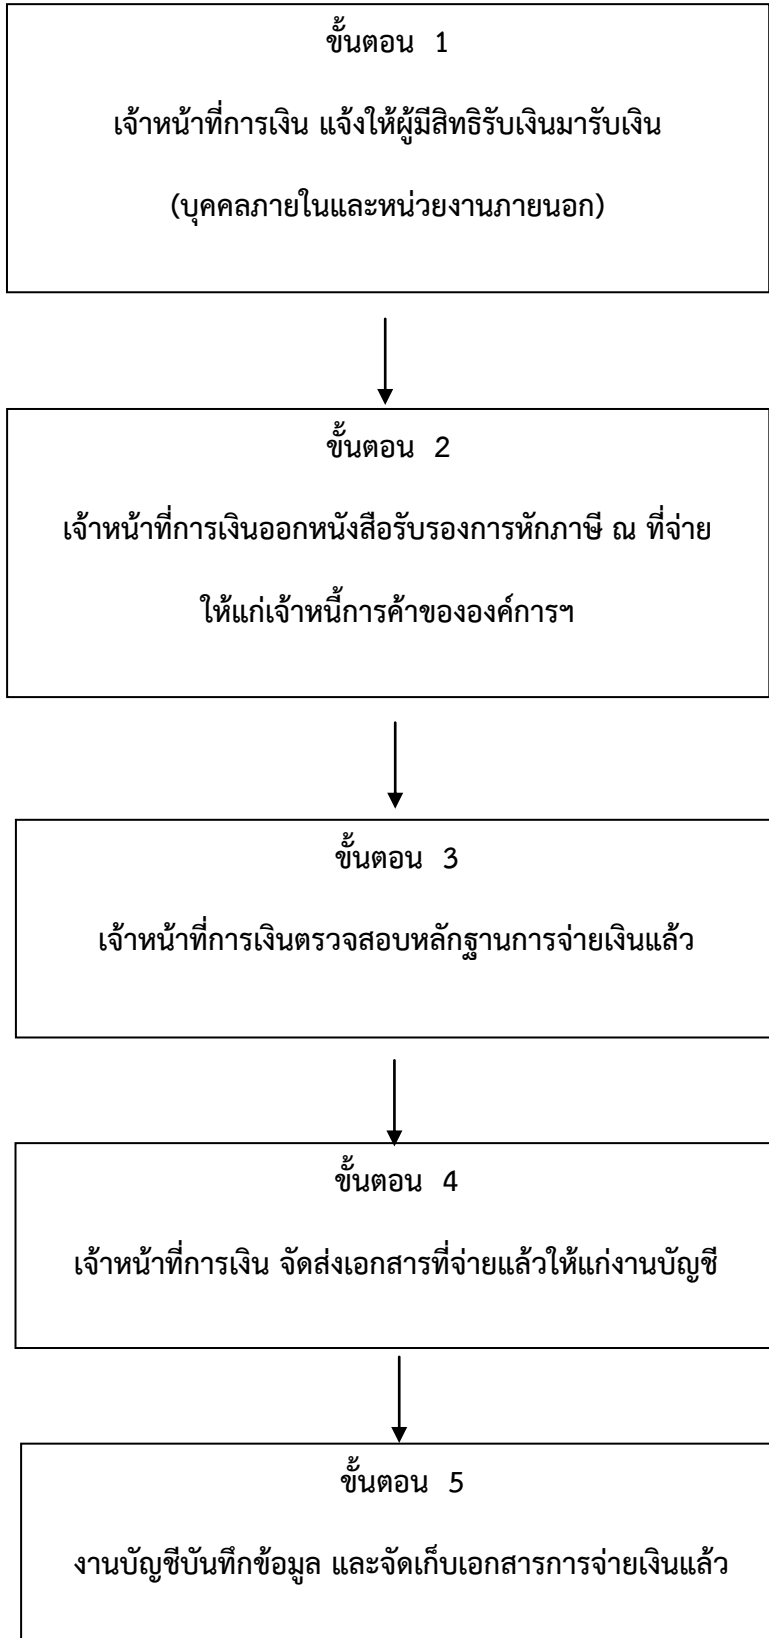 ขั้นตอน 1
เจ้าหน้าที่การเงิน แจ้งให้ผู้มีสิทธิรับเงินมารับเงิน
(บุคคลภายในและหน่วยงานภายนอก)
ขั้นตอน 2
เจ้าหน้าที่การเงินออกหนังสือรับรองการหักภาษี ณ ที่จ่าย
ให้แก่เจ้าหนี้การค้าขององค์การฯ
ขั้นตอน 3
เจ้าหน้าที่การเงินตรวจสอบหลักฐานการจ่ายเงินแล้ว
ขั้นตอน 4
เจ้าหน้าที่การเงิน จัดส่งเอกสารที่จ่ายแล้วให้แก่งานบัญชี
ขั้นตอน 5
งานบัญชีบันทึกข้อมูล และจัดเก็บเอกสารการจ่ายเงินแล้ว